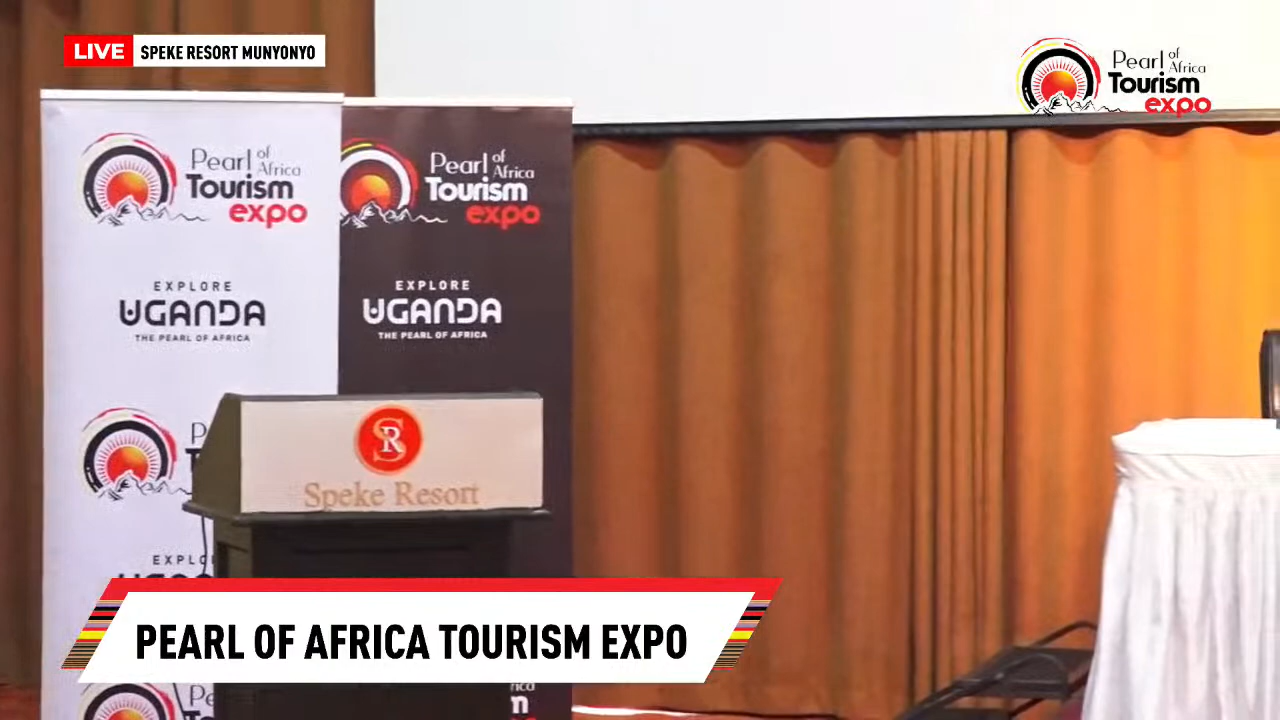 LIVE SPEKE RESORT MUNYONYO
Pearl of Africa
Tourism
expo
Pearl of Africa
Tourism
expo
EXPLORE
UGANDA
THE PEARL OF AFRICA
Pearl of Africa
Tourism
expo
EXPLORE
UGANDA
THE PEARL OF AFRICA
SR
Speke Resort
PEARL OF AFRICA TOURISM EXPO